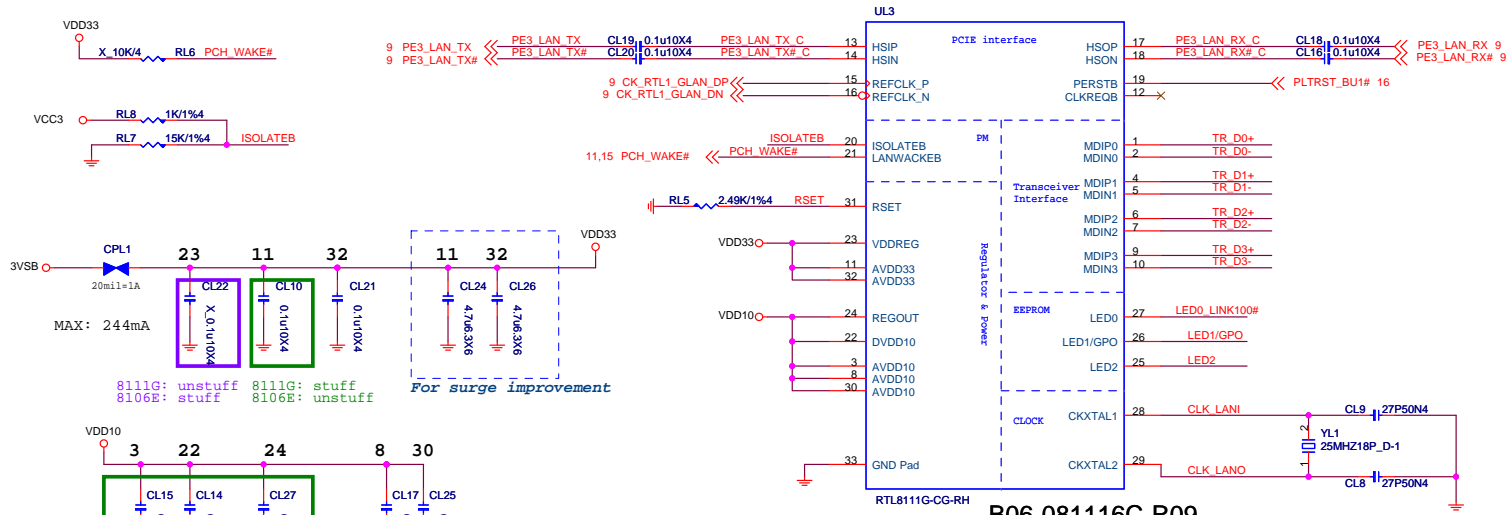 VDD33
X_10K/4 RL6 PCH_WAKE#
VCC3
RL8 1K/1%4
RL7 15K/1%4 ISOLATEB
9 PE3_LAN_TX PE3_LAN_TX CL19 0.1u10X4 PE3_LAN_TX_C
9 PE3_LAN_TX# PE3_LAN_TX# CL20 0.1u10X4 PE3_LAN_TX#_C
9 CK_RTL1_GLAN_DP
9 CK_RTL1_GLAN_DN
ISOLATEB
11,15 PCH_WAKE# PCH_WAKE#
RL5 2.49K/1%4 RSET
VDD33
VDD10
UL3
PCIE interface
13 HSIP
14 HSIN
15 REFCLK_P
16 REFCLK_N
20 ISOLATEB
21 LANWACKEB
31 RSET
23 VDDREG
11 AVDD33
32 AVDD33
24 REGOUT
22 DVDD10
3 AVDD10
8 AVDD10
30 AVDD10
33 GND Pad
PM
Transceiver
Interface
Regulator & Power
EEPROM
CLOCK
HSOP 17 PE3_LAN_RX_C CL18 0.1u10X4 PE3_LAN_RX 9
HSON 18 PE3_LAN_RX#_C CL16 0.1u10X4 PE3_LAN_RX# 9
PERSTB 19 PLTRST_BU1# 16
CLKREQB 12
MDIP0 1 TR_D0+
MDIN0 2 TR_D0-
MDIP1 4 TR_D1+
MDIN1 5 TR_D1-
MDIP2 6 TR_D2+
MDIN2 7 TR_D2-
MDIP3 9 TR_D3+
MDIN3 10 TR_D3-
LED0 27 LED0_LINK100#
LED1/GPO 26 LED1/GPO
LED2 25 LED2
CKXTAL1 28 CLK_LANI CL9 27P50N4
2
YL1
25MHZ18P_D-1
1
CKXTAL2 29 CLK_LANO CL8 27P50N4
RTL8111G-CG-RH
B06-081116C-R09
3VSB CPL1
20mil=1A
MAX: 244mA
23 11 32 11 32 VDD33
CL22 X_0.1u10X4
CL10 0.1u10X4
CL21 0.1u10X4
CL24 4.7u6.3X6
CL26 4.7u6.3X6
8111G: unstuff
8106E: stuff
8111G: stuff
8106E: unstuff
For surge improvement
VDD10
3 22 24 8 30
CL15 CL14 CL27 CL17 CL25